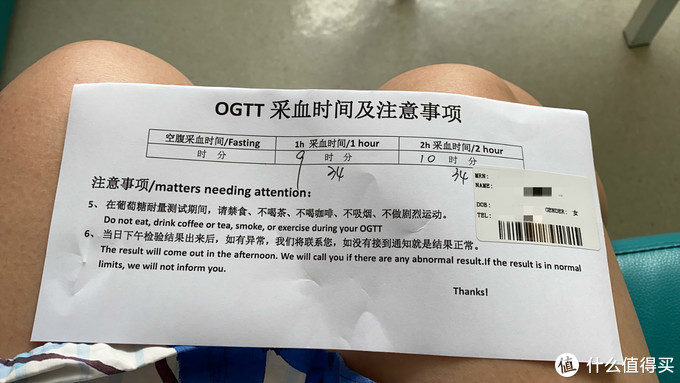 OGTT 采血时间及注意事项
空腹采血时间/Fasting 1h 采血时间/1 hour 2h 采血时间/2 hour
时 分 9 时 34 分 10 时 34 分
注意事项/matters needing attention:
MRN:
NAME:
DOB: GENDER: 女
TEL:
5、在葡萄糖耐量测试期间，请禁食、不喝茶、不喝咖啡、不吸烟、不做剧烈运动。
Do not eat, drink coffee or tea, smoke, or exercise during your OGTT
6、当日下午检验结果出来后，如有异常，我们将联系您，如没有接到通知就是结果正常。
The result will come out in the afternoon. We will call you if there are any abnormal result.If the result is in normal
limits, we will not inform you.
Thanks!
值 什么值得买